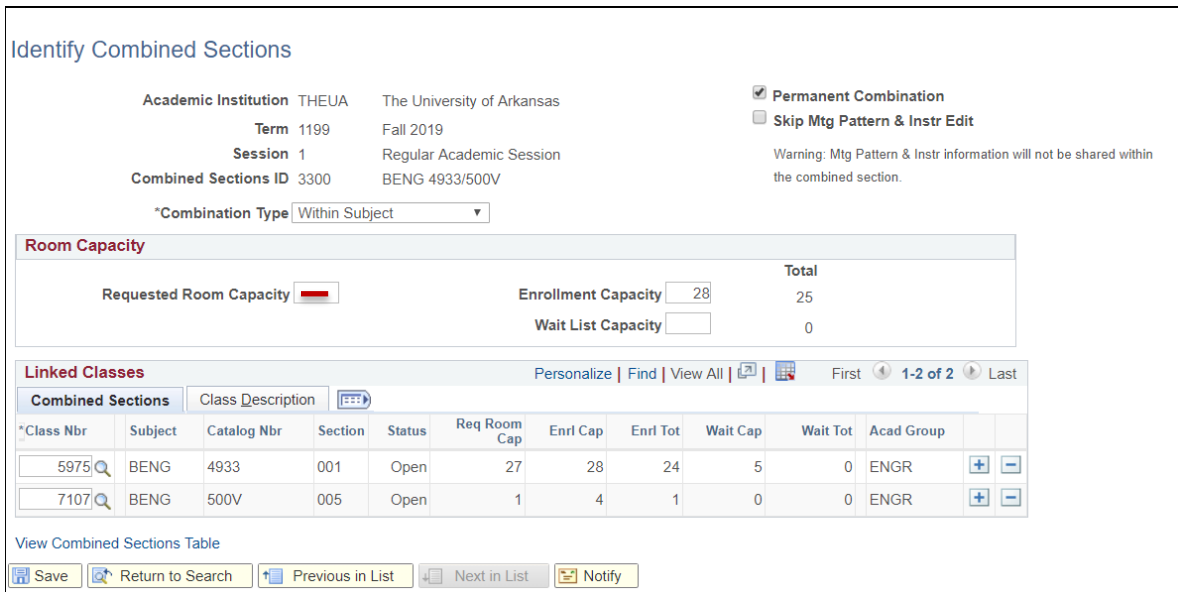 Identify Combined Sections
Academic Institution THEUA The University of Arkansas
Permanent Combination
Term 1199 Fall 2019
Skip Mtg Pattern & Instr Edit
Session 1 Regular Academic Session
Warning: Mtg Pattern & Instr information will not be shared within
the combined section.
Combined Sections ID 3300 BENG 4933/500V
*Combination Type Within Subject
Room Capacity
Total
Requested Room Capacity Enrollment Capacity 28 25
Wait List Capacity 0
Linked Classes Personalize | Find | View All | | First 1-2 of 2 Last
Combined Sections Class Description
*Class Nbr Subject Catalog Nbr Section Status Req Room Cap Enrl Cap Enrl Tot Wait Cap Wait Tot Acad Group
5975 BENG 4933 001 Open 27 28 24 5 0 ENGR
7107 BENG 500V 005 Open 1 4 1 0 0 ENGR
View Combined Sections Table
Save Return to Search Previous in List Next in List Notify